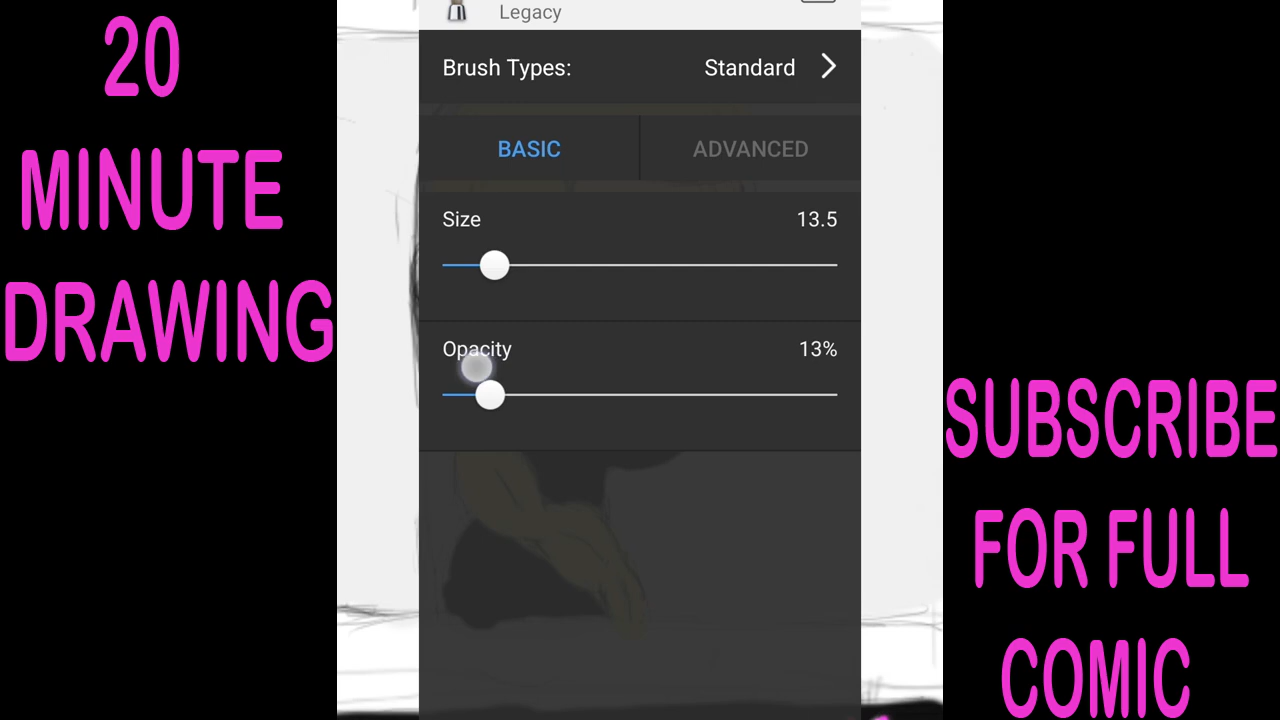 20
MINUTE
DRAWING
Legacy
Brush Types:
Standard
BASIC
ADVANCED
Size
13.5
Opacity
13%
SUBSCRIBE
FOR FULL
COMIC